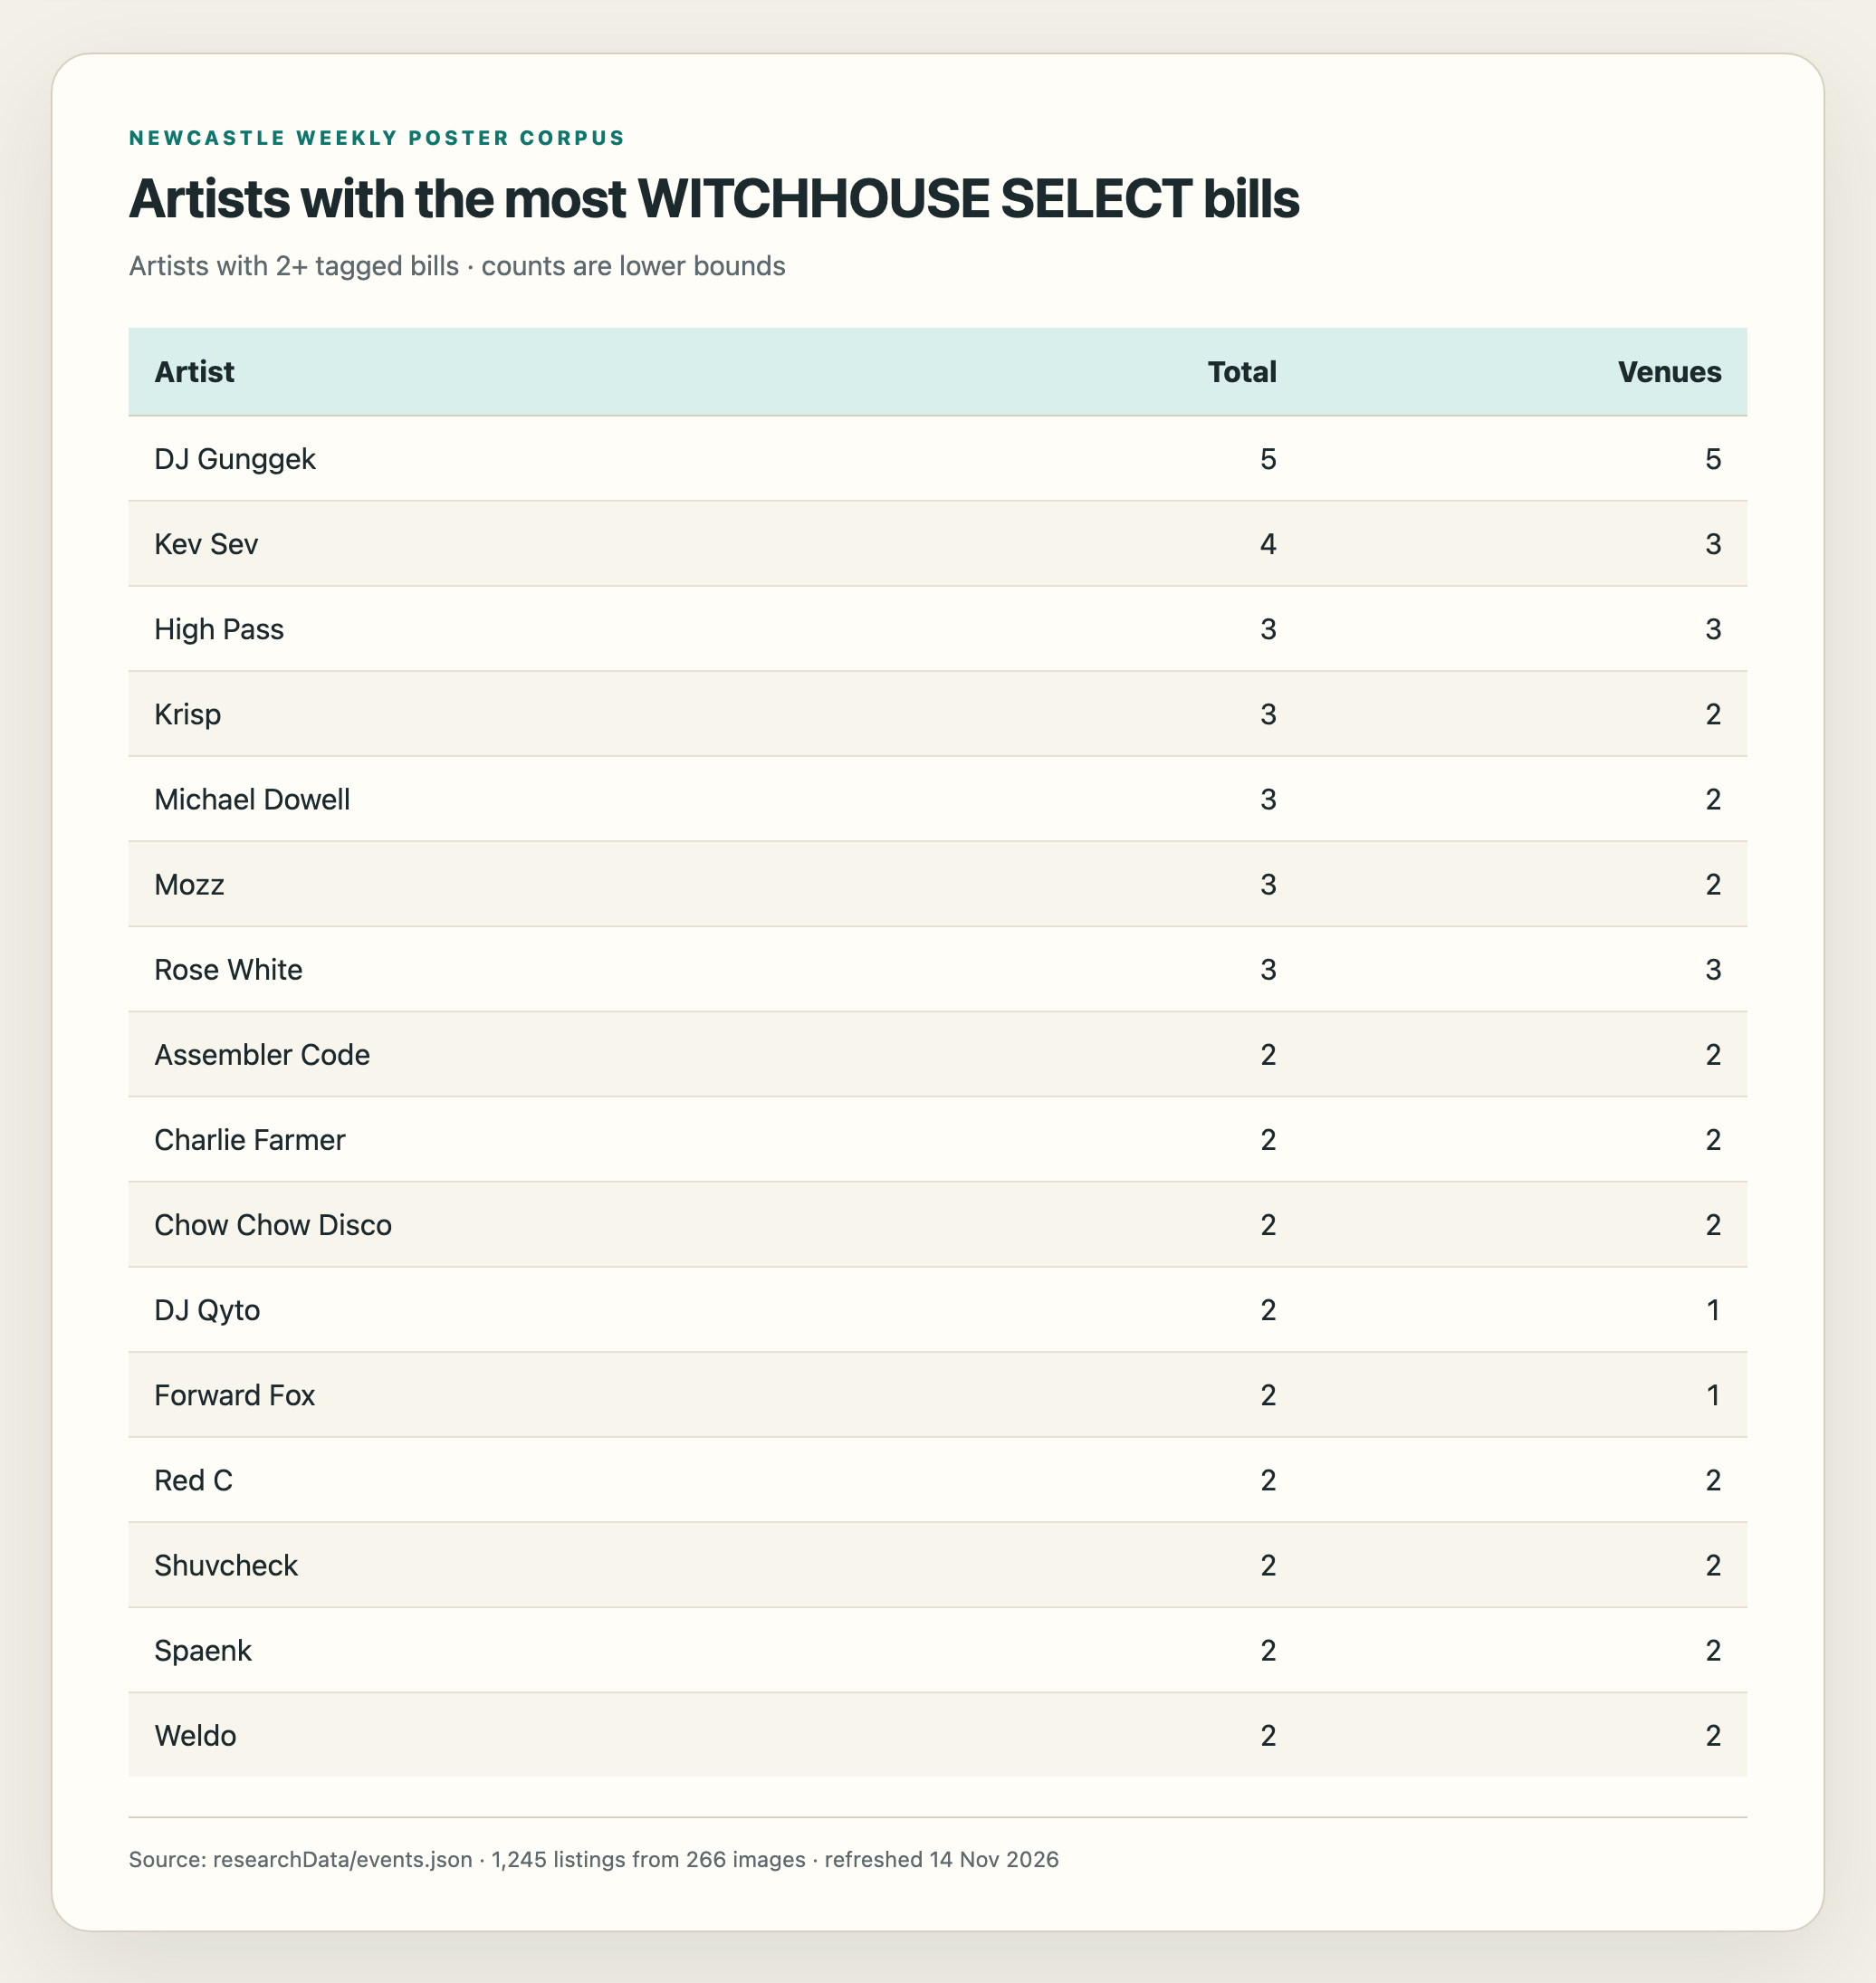 NEWCASTLE WEEKLY POSTER CORPUS
Artists with the most WITCHHOUSE SELECT bills
Artists with 2+ tagged bills · counts are lower bounds
Artist Total Venues
DJ Gunggek 5 5
Kev Sev 4 3
High Pass 3 3
Krisp 3 2
Michael Dowell 3 2
Mozz 3 2
Rose White 3 3
Assembler Code 2 2
Charlie Farmer 2 2
Chow Chow Disco 2 2
DJ Qyto 2 1
Forward Fox 2 1
Red C 2 2
Shuvcheck 2 2
Spaenk 2 2
Weldo 2 2
Source: researchData/events.json · 1,245 listings from 266 images · refreshed 14 Nov 2026